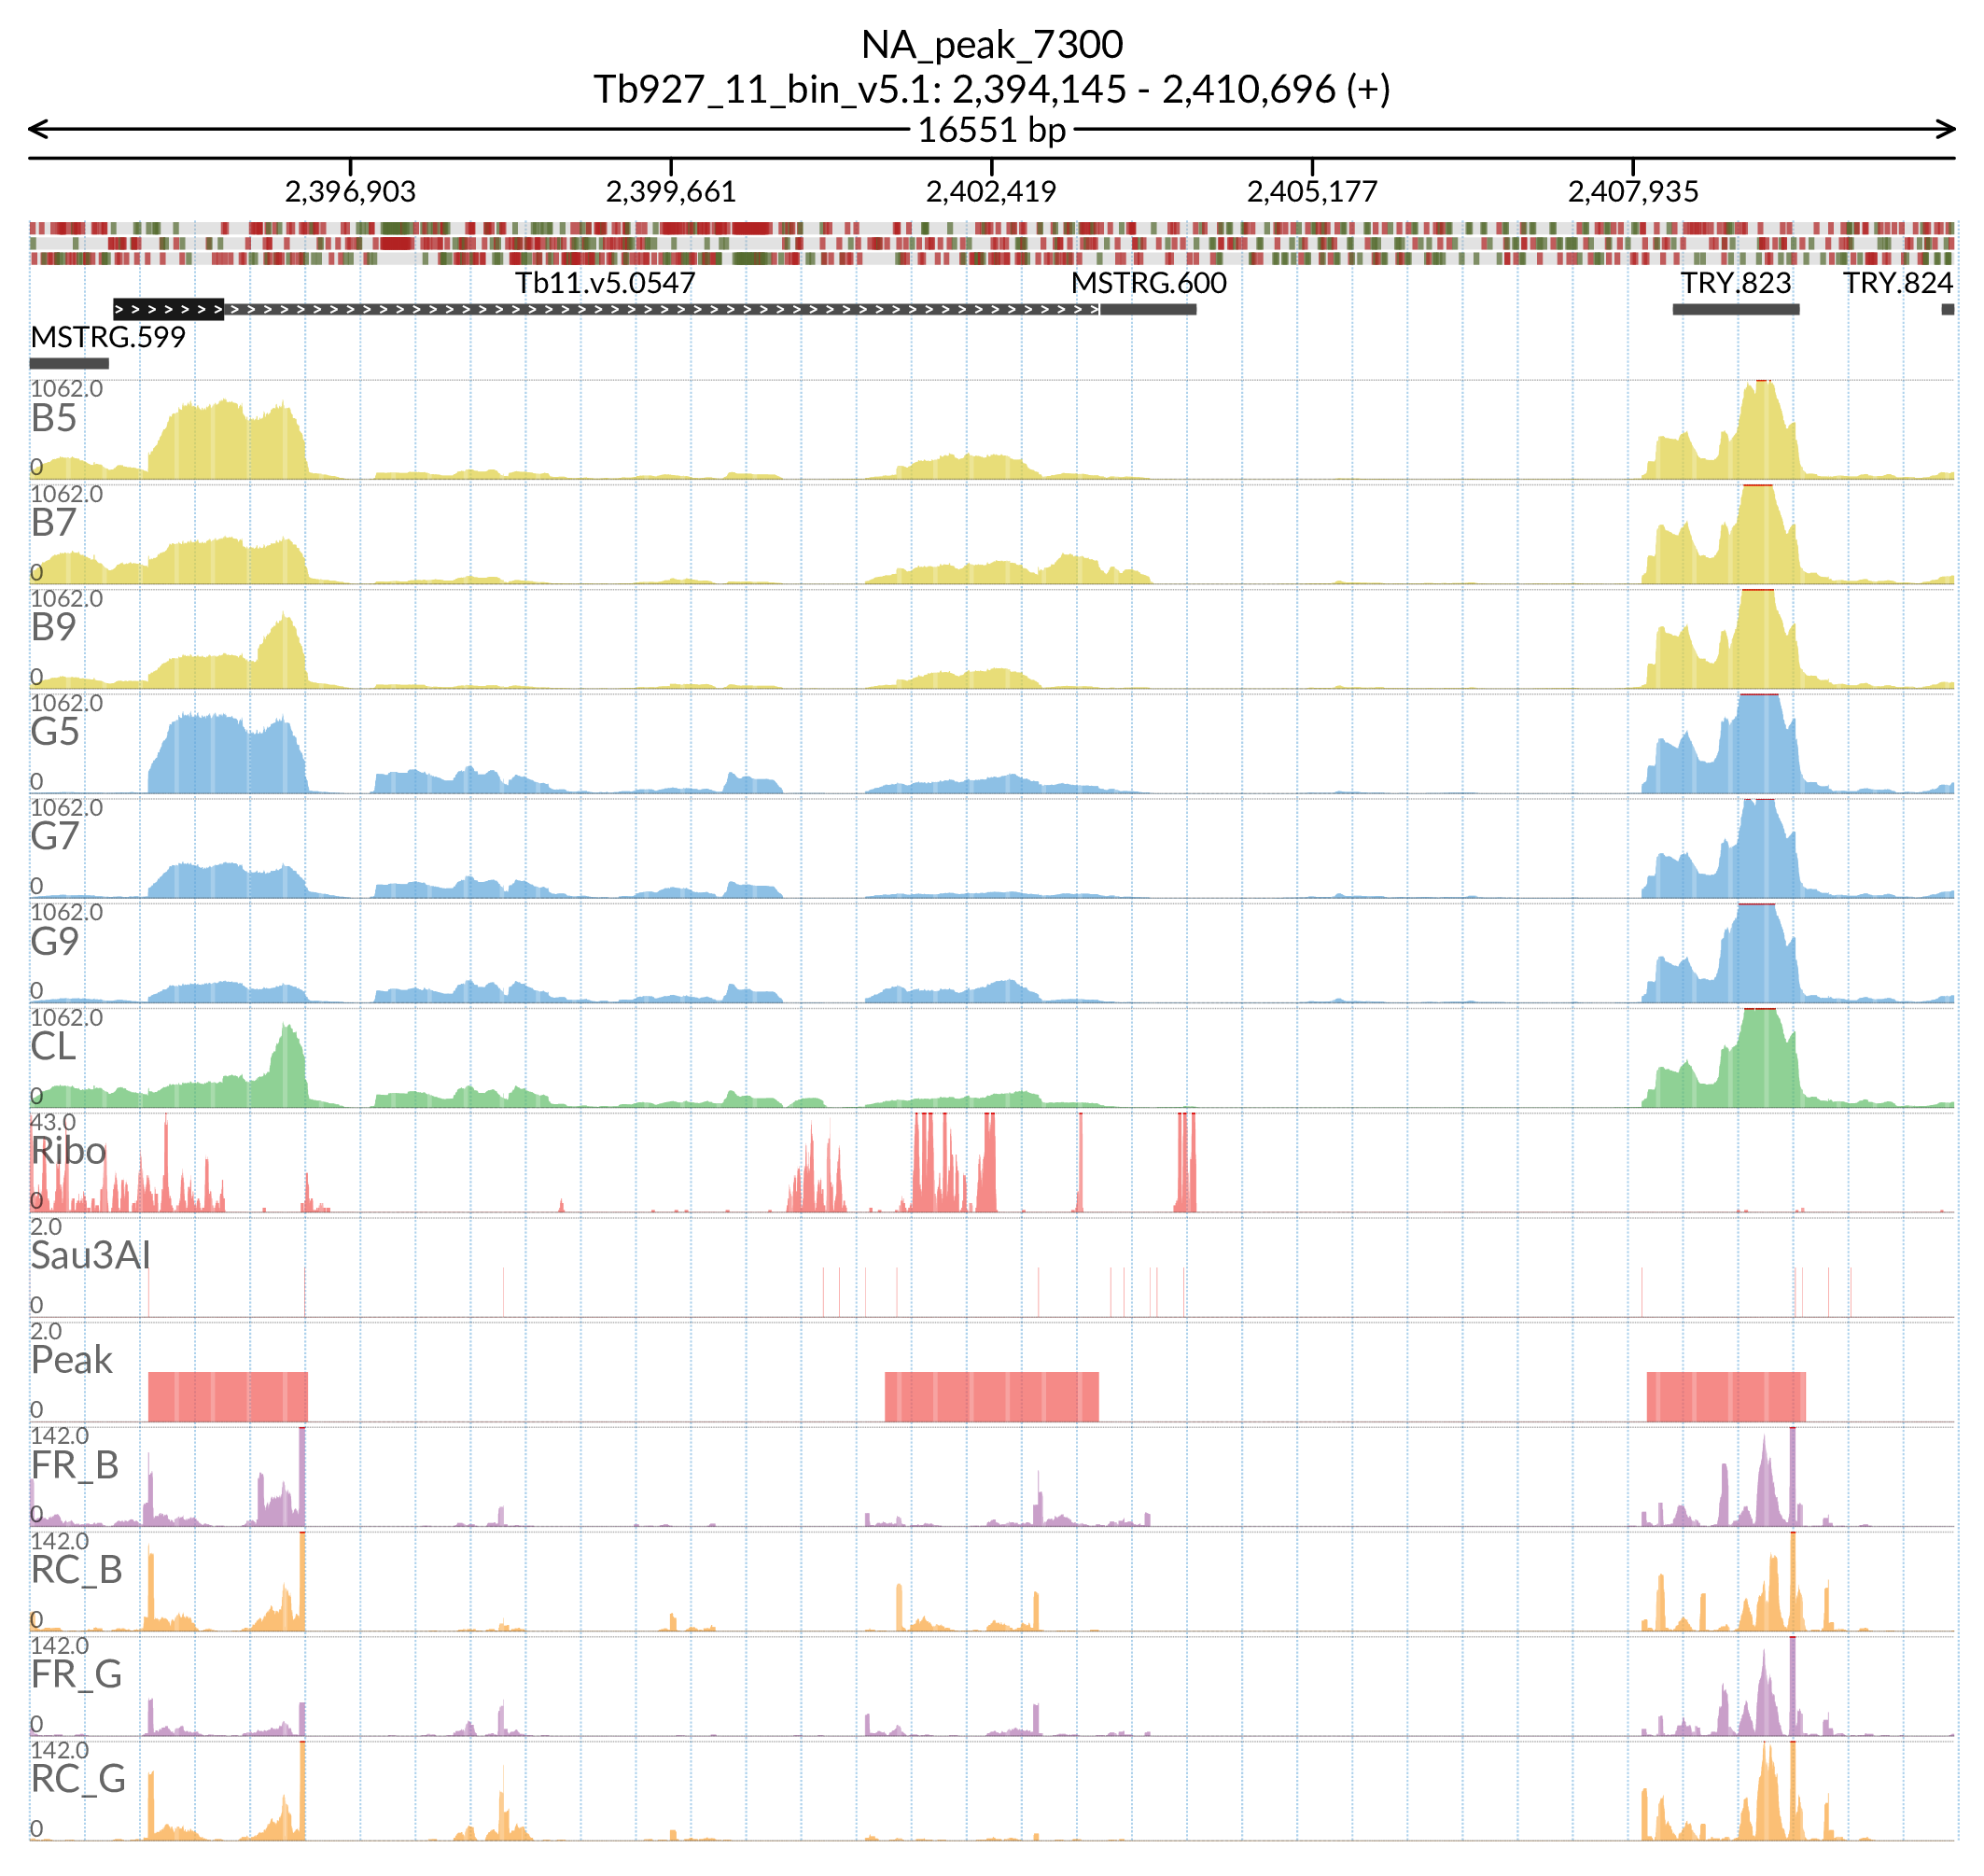 NA_peak_7300
Tb927_11_bin_v5.1: 2,394,145 - 2,410,696 (+)
16551 bp
2,396,903 2,399,661 2,402,419 2,405,177 2,407,935
Tb11.v5.0547 MSTRG.600 TRY.823 TRY.824
MSTRG.599
1062.0
B5
0
1062.0
B7
0
1062.0
B9
0
1062.0
G5
0
1062.0
G7
0
1062.0
G9
0
1062.0
CL
0
43.0
Ribo
0
2.0
Sau3AI
0
2.0
Peak
0
142.0
FR_B
0
142.0
RC_B
0
142.0
FR_G
0
142.0
RC_G
0